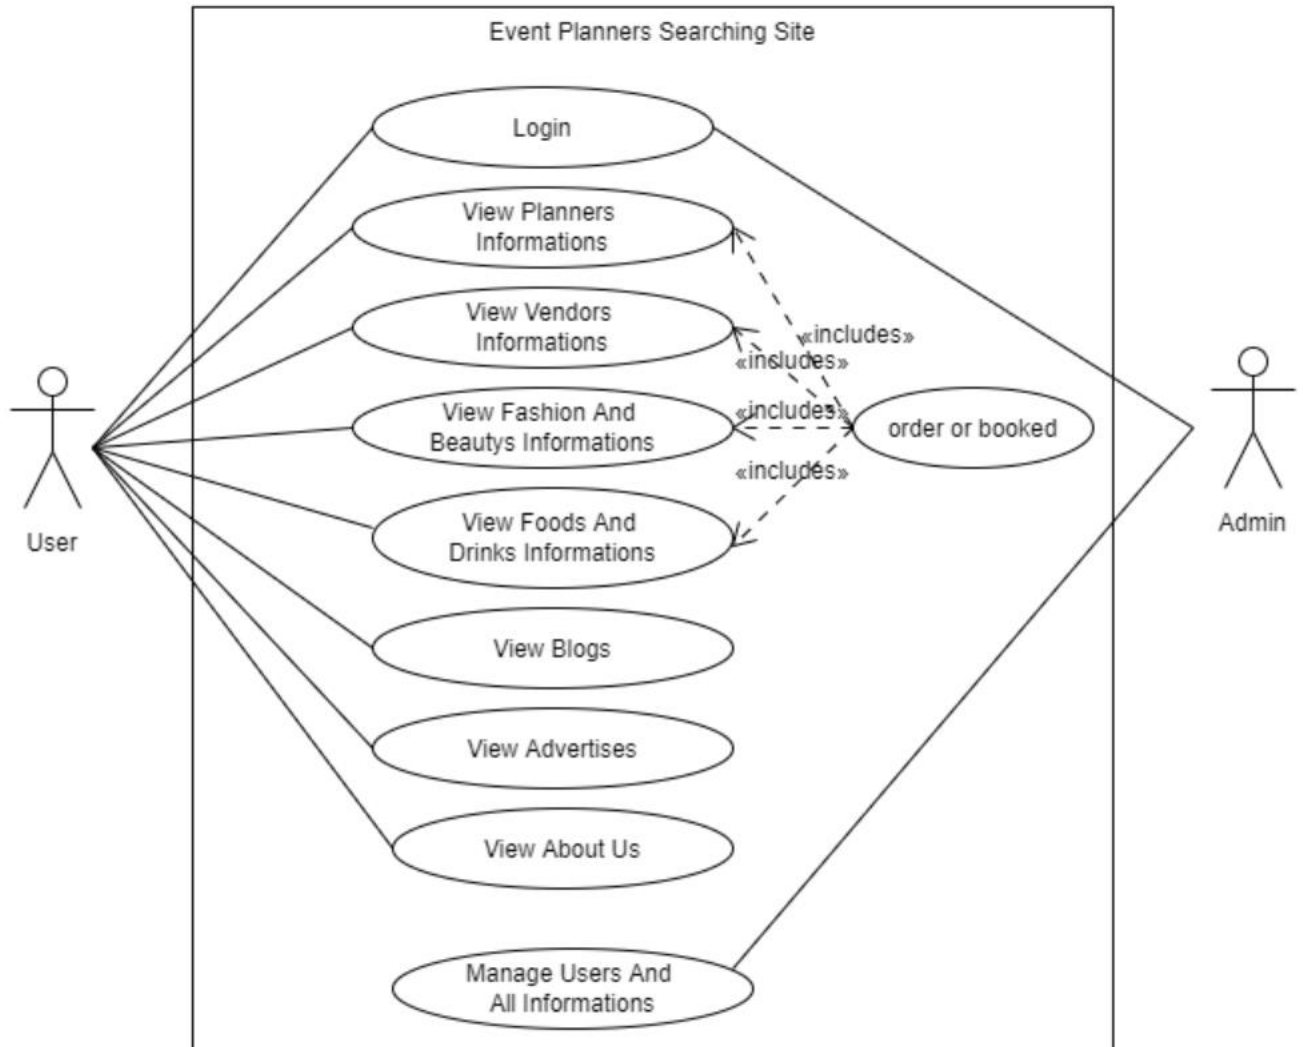 Event Planners Searching Site
Login
View Planners
Informations
View Vendors
Informations
«includes»
«includes»
View Fashion And
Beautys Informations
«includes»
order or booked
«includes»
View Foods And
Drinks Informations
User
Admin
View Blogs
View Advertises
View About Us
Manage Users And
All Informations